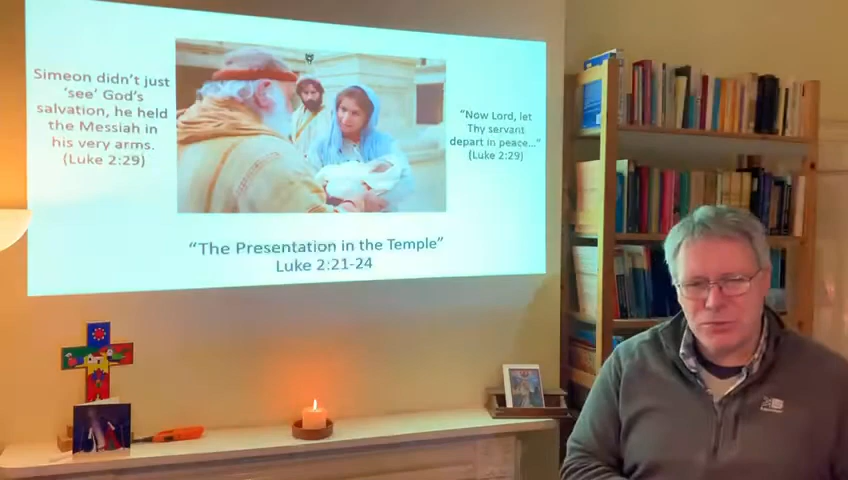 Simeon didn't just
'see' God's
salvation, he held
the Messiah in
his very arms.
(Luke 2:29)
"Now Lord, let
Thy servant
depart in peace..."
(Luke 2:29)
"The Presentation in the Temple"
Luke 2:21-24